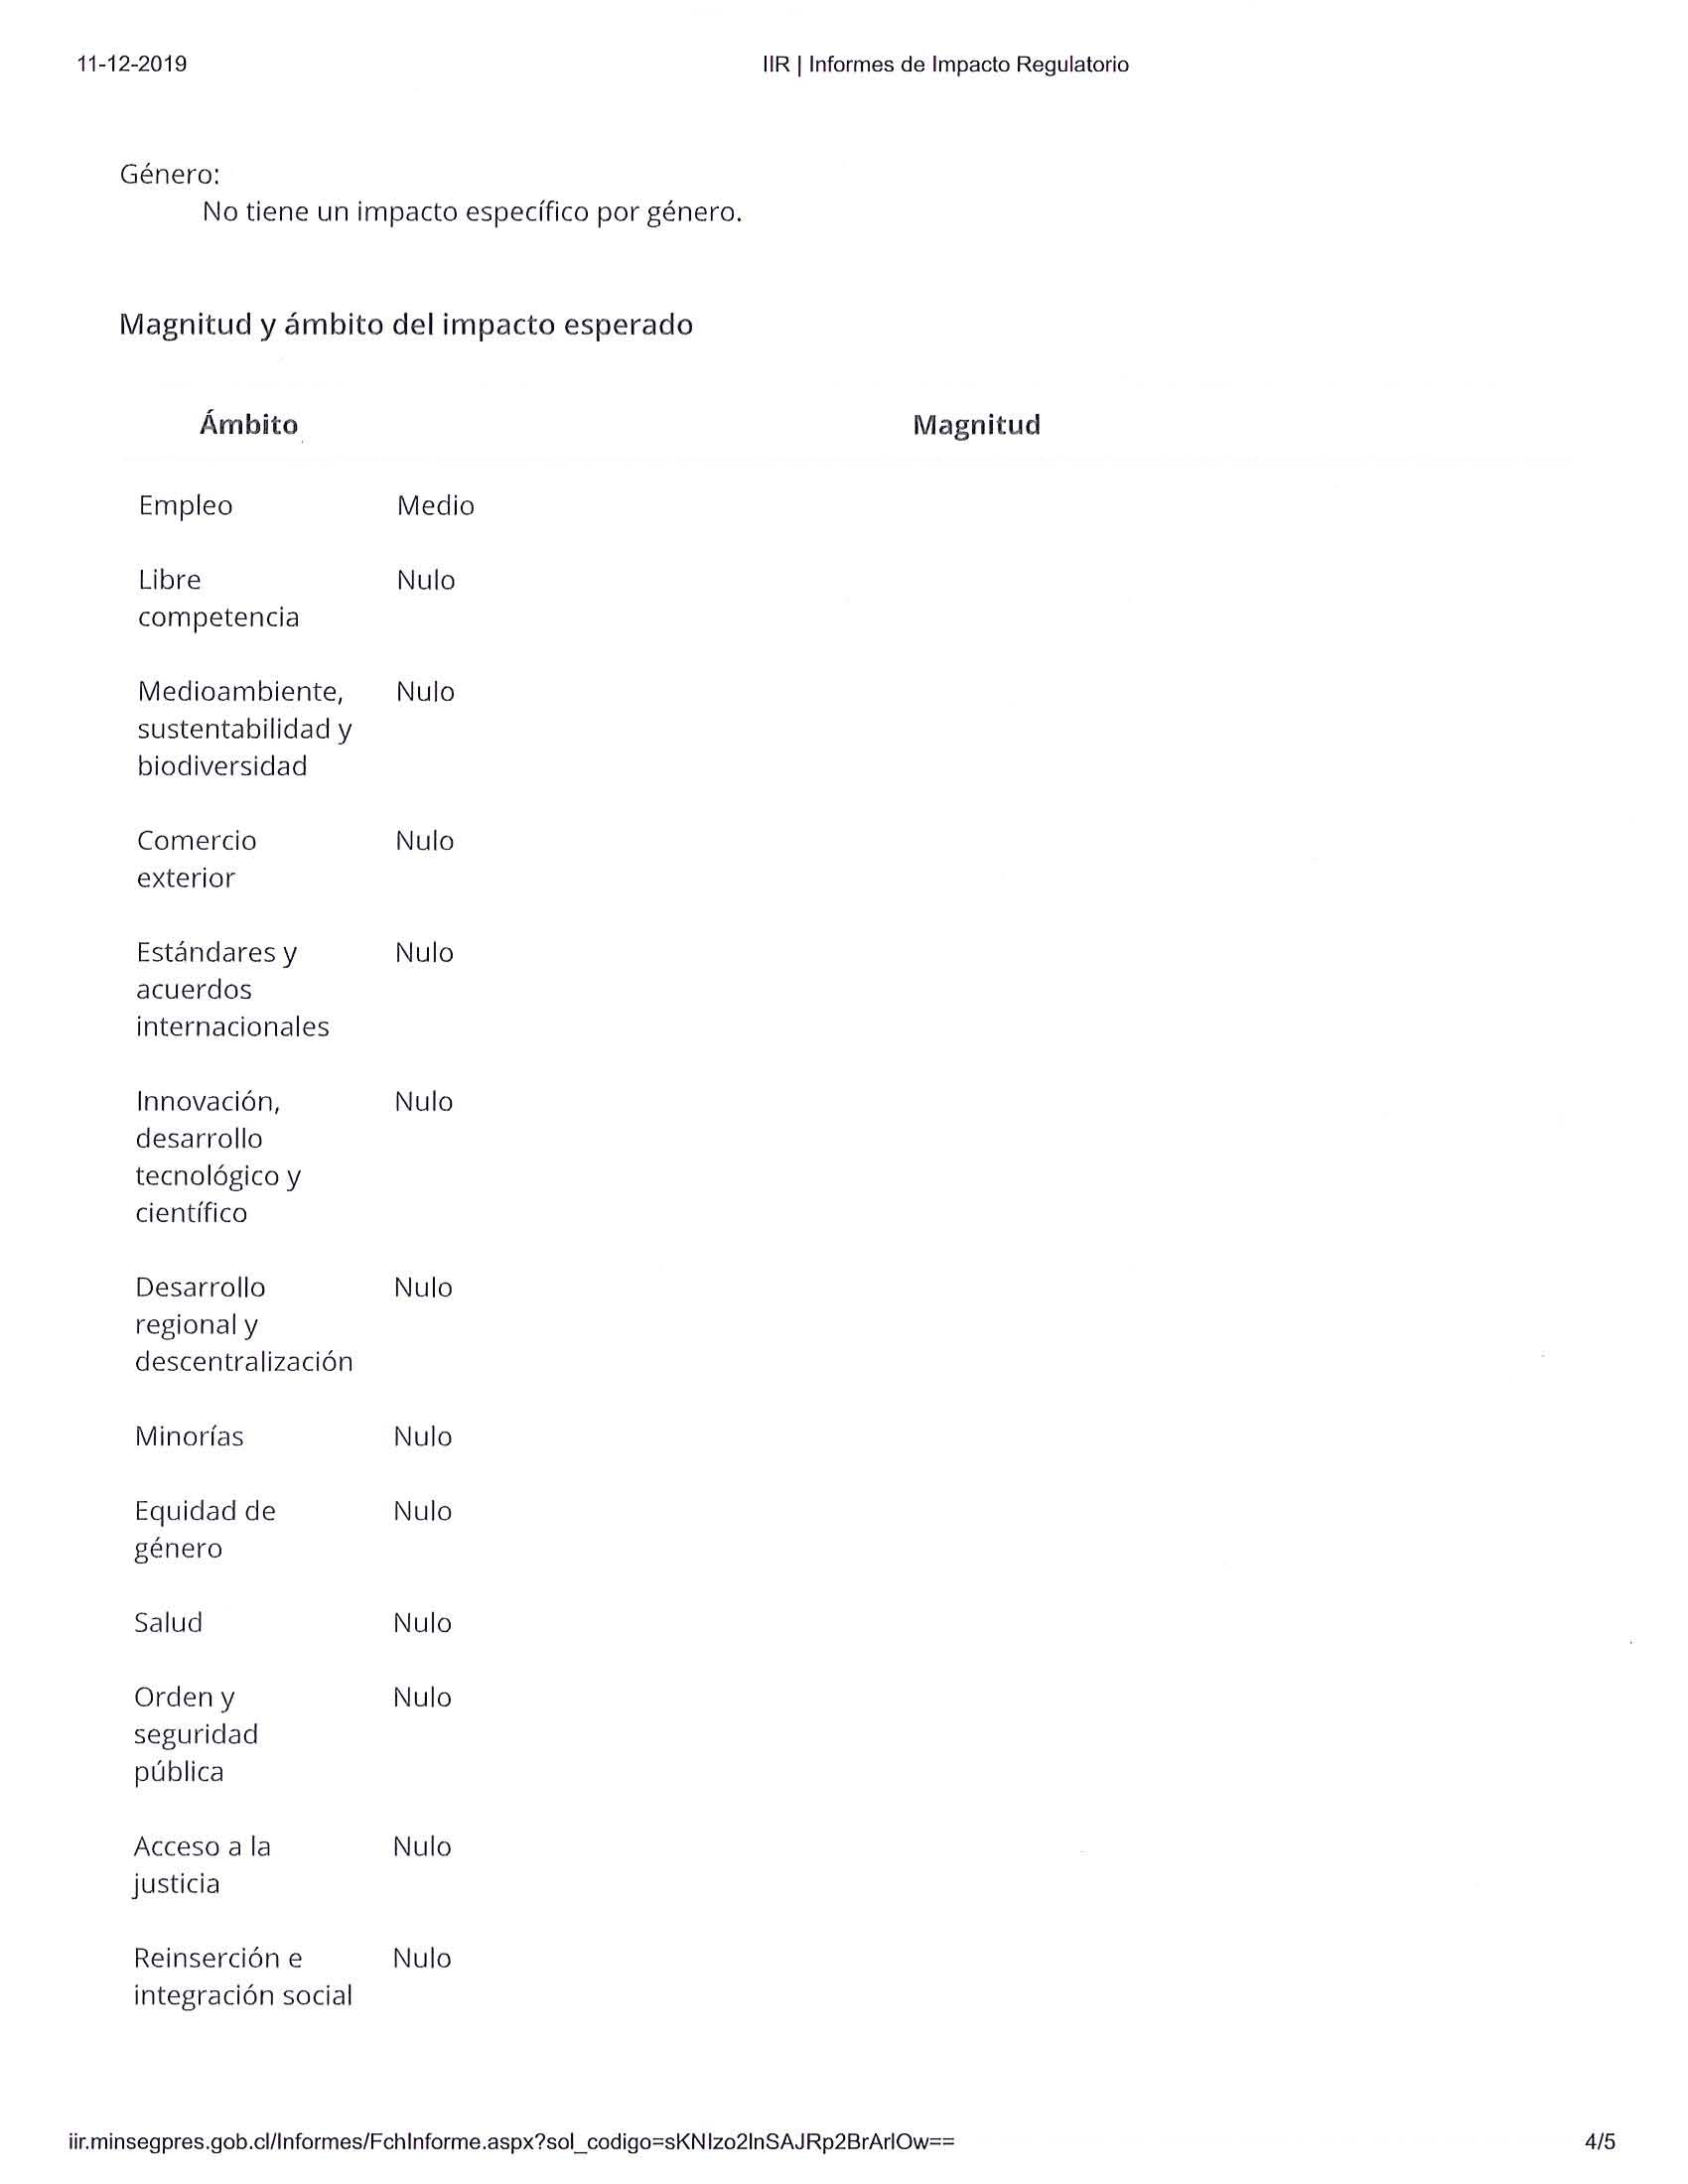 11-12-2019 IIR | Informes de Impacto Regulatorio
Género:
No tiene un impacto específico por género.
Magnitud y ámbito del impacto esperado
Ámbito Magnitud
Empleo Medio
Libre Nulo
competencia
Medioambiente, Nulo
sustentabilidad y
biodiversidad
Comercio Nulo
exterior
Estándares y Nulo
acuerdos
internacionales
Innovación, Nulo
desarrollo
tecnológico y
científico
Desarrollo Nulo
regional y
descentralización
Minorías Nulo
Equidad de Nulo
género
Salud Nulo
Orden y Nulo
seguridad
pública
Acceso a la Nulo
justicia
Reinserción e Nulo
integración social
iir.minsegpres.gob.cl/Informes/FchInforme.aspx?sol_codigo=sKNIzo2InSAJRp2BrArIOw== 4/5